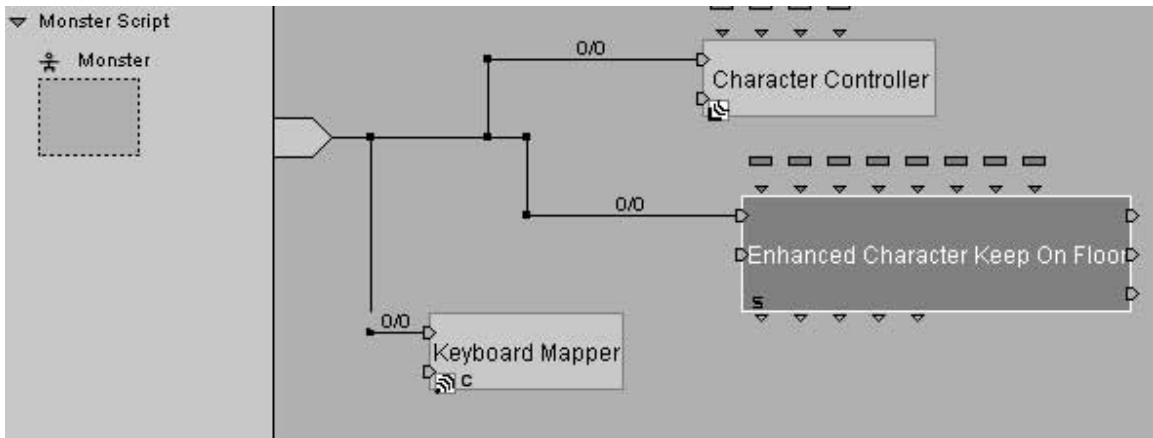 Monster Script
Monster
0/0
Character Controller
0/0
Enhanced Character Keep On Floor
S
0/0
Keyboard Mapper
C